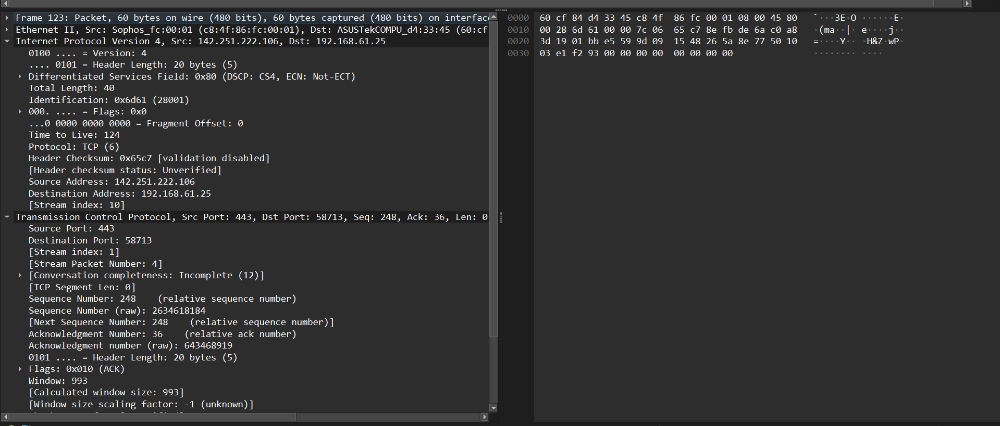 Frame 123: Packet, 60 bytes on wire (480 bits), 60 bytes captured (480 bits) on interface
Ethernet II, Src: Sophos_fc:00:01 (c8:4f:86:fc:00:01), Dst: ASUSTekCOMPU_d4:33:45 (60:cf
Internet Protocol Version 4, Src: 142.251.222.106, Dst: 192.168.61.25
0100 .... = Version: 4
.... 0101 = Header Length: 20 bytes (5)
Differentiated Services Field: 0x80 (DSCP: CS4, ECN: Not-ECT)
Total Length: 40
Identification: 0x6d61 (28001)
000. .... = Flags: 0x0
...0 0000 0000 0000 = Fragment Offset: 0
Time to Live: 124
Protocol: TCP (6)
Header Checksum: 0x65c7 [validation disabled]
[Header checksum status: Unverified]
Source Address: 142.251.222.106
Destination Address: 192.168.61.25
[Stream index: 10]
Transmission Control Protocol, Src Port: 443, Dst Port: 58713, Seq: 248, Ack: 36, Len: 0
Source Port: 443
Destination Port: 58713
[Stream index: 1]
[Stream Packet Number: 4]
[Conversation completeness: Incomplete (12)]
[TCP Segment Len: 0]
Sequence Number: 248    (relative sequence number)
Sequence Number (raw): 2634618184
[Next Sequence Number: 248    (relative sequence number)]
Acknowledgment Number: 36    (relative ack number)
Acknowledgment number (raw): 643468919
0101 .... = Header Length: 20 bytes (5)
Flags: 0x010 (ACK)
Window: 993
[Calculated window size: 993]
[Window size scaling factor: -1 (unknown)]
0000 60 cf 84 d4 33 45 c8 4f 86 fc 00 01 08 00 45 80 `···3E·O ······E·
0010 00 28 6d 61 00 00 7c 06 65 c7 8e fb de 6a c0 a8 ·(ma··|· e····j··
0020 3d 19 01 bb e5 59 9d 09 15 48 26 5a 8e 77 50 10 =····Y·· ·H&Z·wP·
0030 03 e1 f2 93 00 00 00 00 00 00 00 00 ········ ····